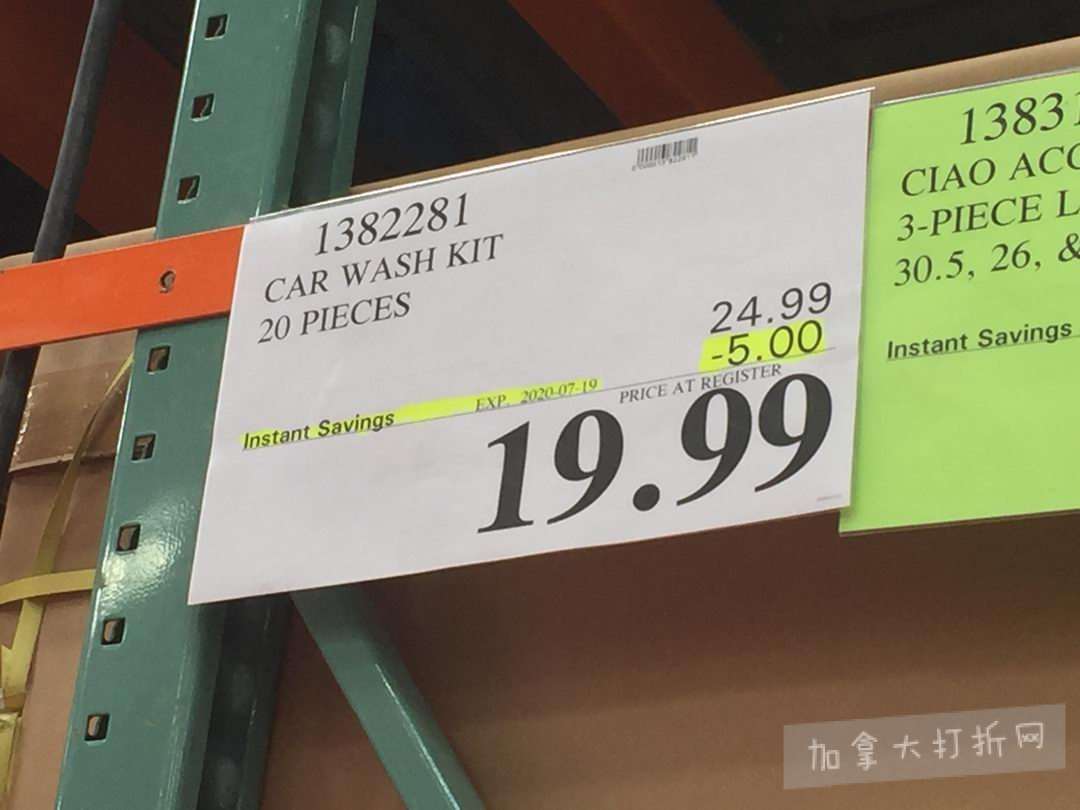 1382281
CAR WASH KIT
20 PIECES
24.99
-5.00
Instant Savings EXP. 2020-07-19 PRICE AT REGISTER
19.99
1383
CIAO
3-PIECE
30.5, 26, &
Instant Savings
加拿大打折网